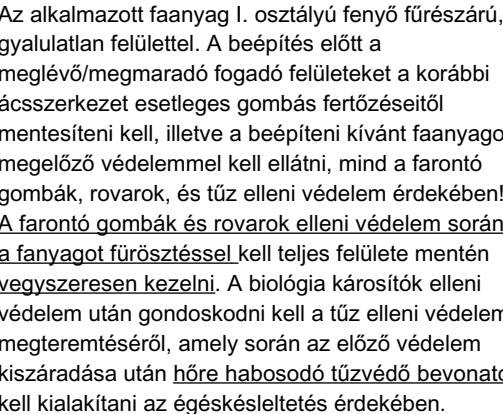 Az alkalmazott faanyag I. osztályú fenyő fűrészárú,
gyalulatlan felülettel. A beépítés előtt a
meglévő/megmaradó fogadó felületeket a korábbi
ácsszerkezet esetleges gombás fertőzéseitől
mentesíteni kell, illetve a beépíteni kívánt faanyago
megelőző védelemmel kell ellátni, mind a farontó
gombák, rovarok, és tűz elleni védelem érdekében!
A farontó gombák és rovarok elleni védelem során
a fanyagot fürösztéssel kell teljes felülete mentén
vegyszeresen kezelni. A biológia károsítók elleni
védelem után gondoskodni kell a tűz elleni védelem
megteremtéséről, amely során az előző védelem
kiszáradása után hőre habosodó tűzvédő bevonato
kell kialakítani az égéskésleltetés érdekében.